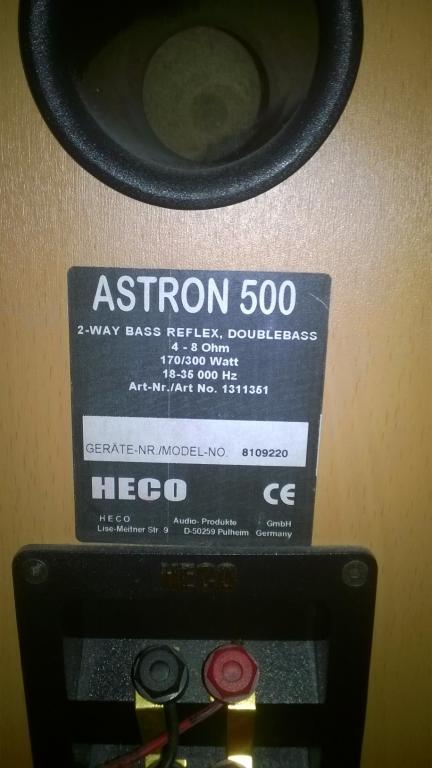 ASTRON 500
2-WAY BASS REFLEX, DOUBLEBASS
4 - 8 Ohm
170/300 Watt
18-35 000 Hz
Art-Nr./Art No. 1311351
GERÄTE-NR./MODEL-NO. 8109220
HECO CE
HECO Audio- Produkte GmbH
Lise-Meitner Str. 9 D-50259 Pulheim Germany
HECO